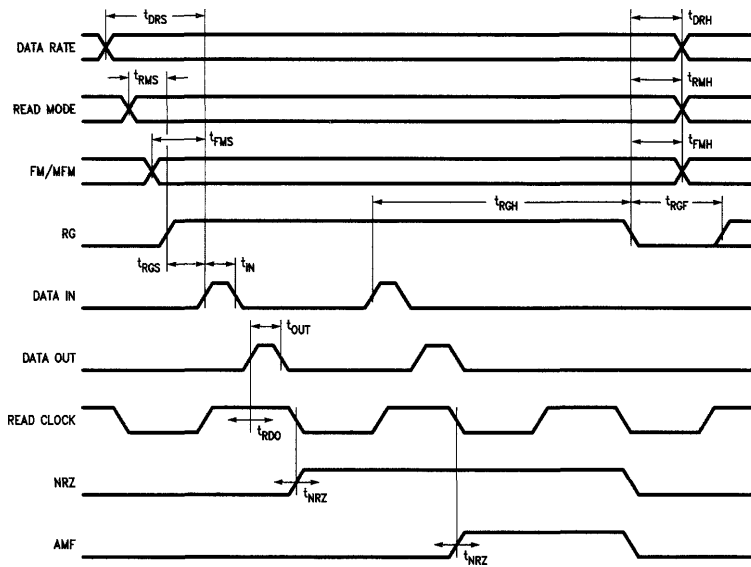 tDRS
tDRH
DATA RATE
tRMS
tRMH
READ MODE
tFMS
tFMH
FM/MFM
tRGH
tRGF
RG
tRGS
tIN
DATA IN
tOUT
DATA OUT
READ CLOCK
tRDO
NRZ
tNRZ
AMF
tNRZ